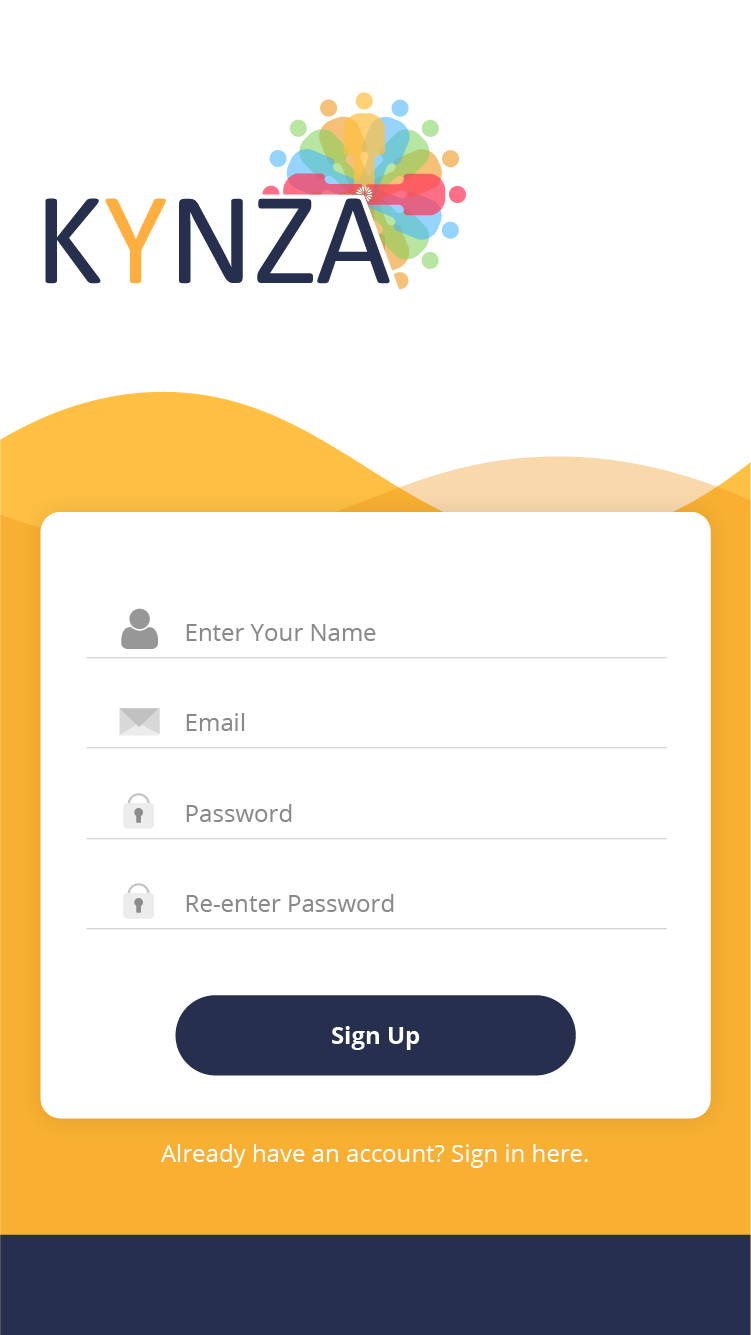 KYNZA
Enter Your Name
Email
Password
Re-enter Password
Sign Up
Already have an account? Sign in here.